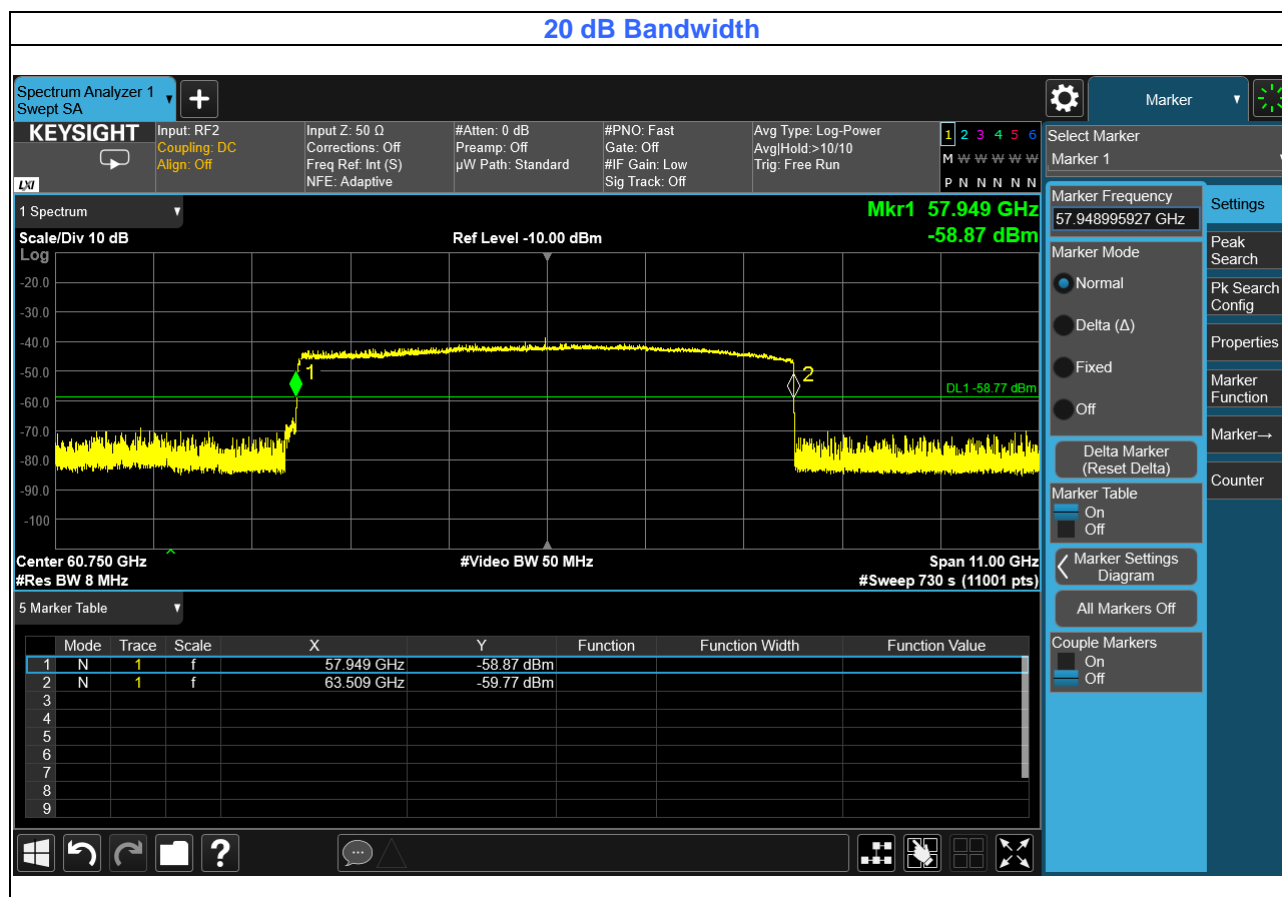 20 dB Bandwidth
Spectrum Analyzer 1
Swept SA
Marker
KEYSIGHT
LXI
Input: RF2
Coupling: DC
Align: Off
Input Z: 50 Ω
Corrections: Off
Freq Ref: Int (S)
NFE: Adaptive
#Atten: 0 dB
Preamp: Off
µW Path: Standard
#PNO: Fast
Gate: Off
#IF Gain: Low
Sig Track: Off
Avg Type: Log-Power
Avg|Hold:>10/10
Trig: Free Run
1 2 3 4 5 6
M W W W W W
P N N N N N
Select Marker
Marker 1
1 Spectrum
Mkr1 57.949 GHz
-58.87 dBm
Scale/Div 10 dB
Ref Level -10.00 dBm
Log
-20.0
-30.0
-40.0
-50.0
-60.0
-70.0
-80.0
-90.0
-100
1
2
DL1 -58.77 dBm
Center 60.750 GHz
#Video BW 50 MHz
Span 11.00 GHz
#Res BW 8 MHz
#Sweep 730 s (11001 pts)
5 Marker Table
Mode Trace Scale X Y Function Function Width Function Value
1 N 1 f 57.949 GHz -58.87 dBm
2 N 1 f 63.509 GHz -59.77 dBm
3
4
5
6
7
8
9
?
Marker Frequency
57.948995927 GHz
Marker Mode
Normal
Delta (Δ)
Fixed
Off
Delta Marker
(Reset Delta)
Marker Table
On
Off
Marker Settings
Diagram
All Markers Off
Couple Markers
On
Off
Settings
Peak
Search
Pk Search
Config
Properties
Marker
Function
Marker→
Counter